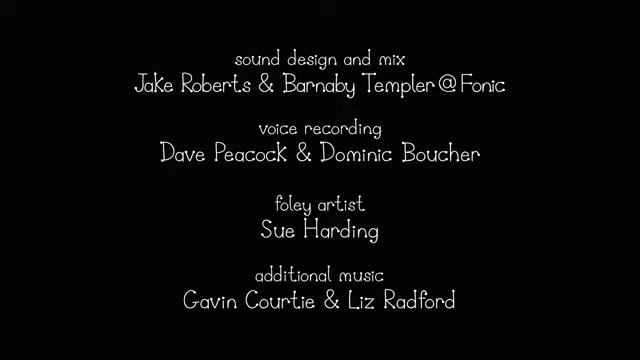 sound design and mix
Jake Roberts & Barnaby Templer@Fonic
voice recording
Dave Peacock & Dominic Boucher
foley artist
Sue Harding
additional music
Gavin Courtie & Liz Radford